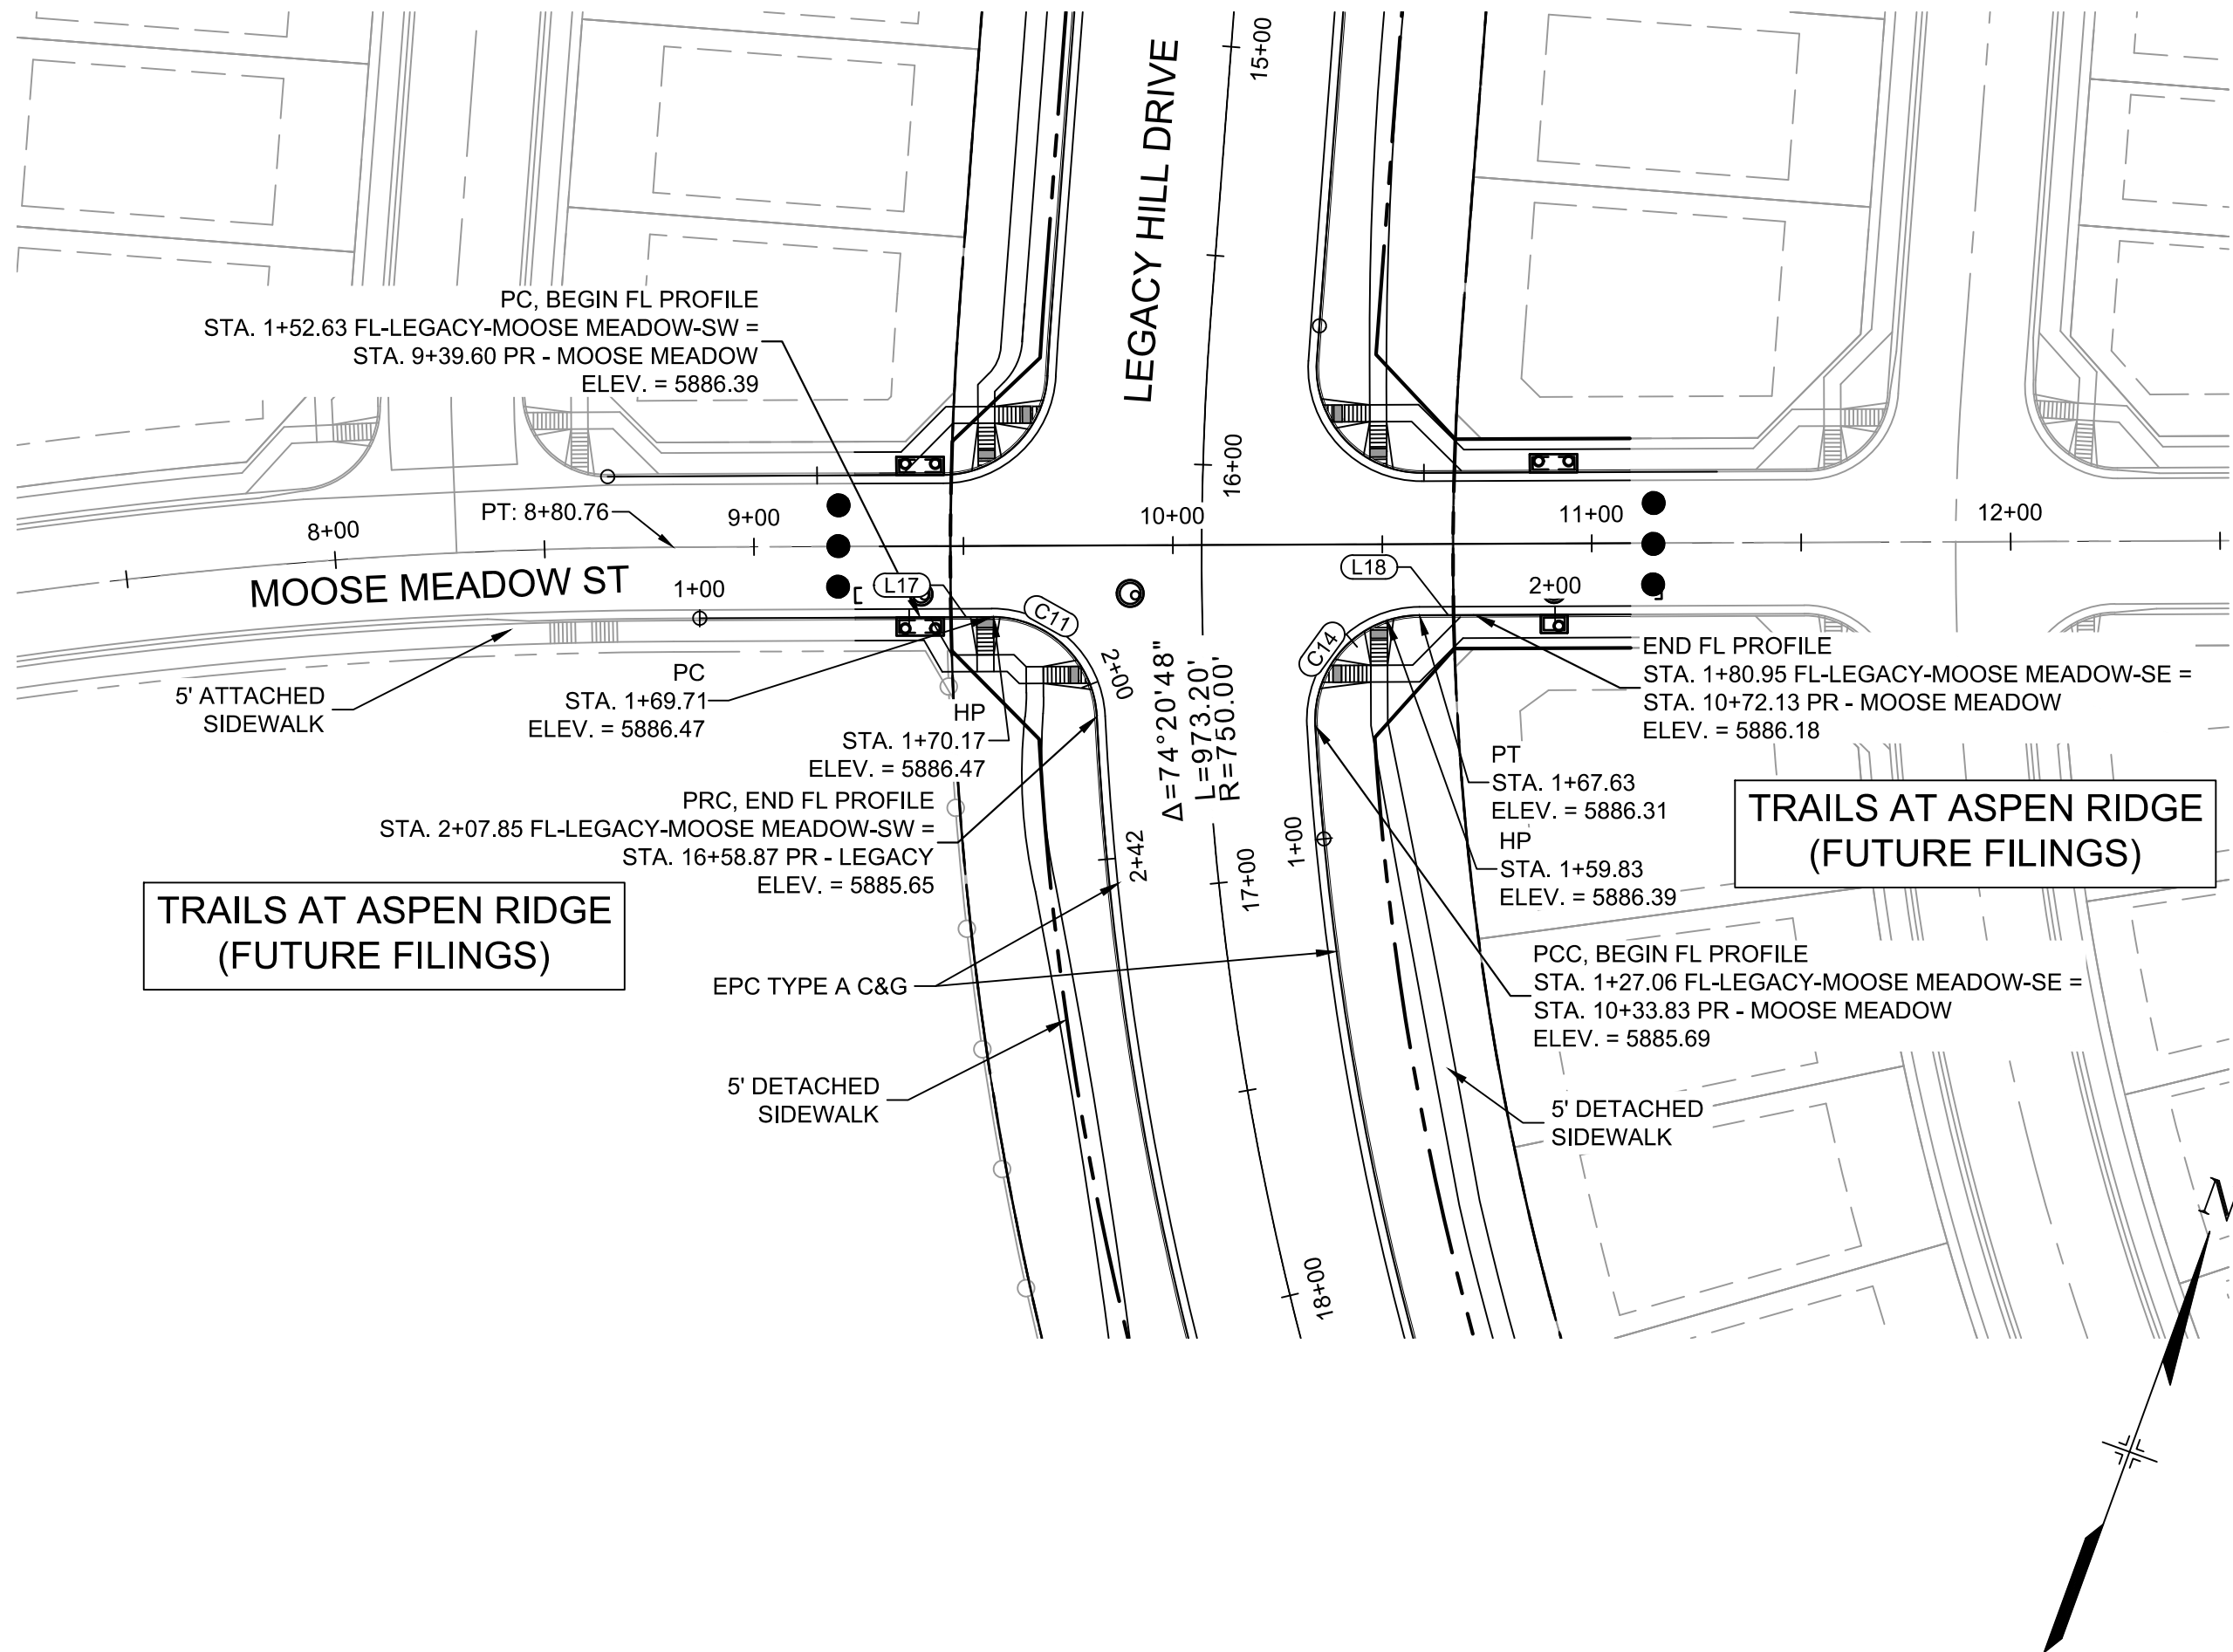 LEGACY HILL DRIVE
15+00
16+00
PC, BEGIN FL PROFILE
STA. 1+52.63 FL-LEGACY-MOOSE MEADOW-SW =
STA. 9+39.60 PR - MOOSE MEADOW
ELEV. = 5886.39
PT: 8+80.76
8+00
9+00
10+00
11+00
12+00
MOOSE MEADOW ST
1+00
L17
L18
2+00
C11
C14
2+00
5' ATTACHED
SIDEWALK
PC
STA. 1+69.71
ELEV. = 5886.47
HP
STA. 1+70.17
ELEV. = 5886.47
PRC, END FL PROFILE
STA. 2+07.85 FL-LEGACY-MOOSE MEADOW-SW =
STA. 16+58.87 PR - LEGACY
ELEV. = 5885.65
Δ=74°20'48"
L=973.20'
R=750.00'
2+42
17+00
1+00
END FL PROFILE
STA. 1+80.95 FL-LEGACY-MOOSE MEADOW-SE =
STA. 10+72.13 PR - MOOSE MEADOW
ELEV. = 5886.18
PT
STA. 1+67.63
ELEV. = 5886.31
HP
STA. 1+59.83
ELEV. = 5886.39
TRAILS AT ASPEN RIDGE
(FUTURE FILINGS)
TRAILS AT ASPEN RIDGE
(FUTURE FILINGS)
EPC TYPE A C&G
PCC, BEGIN FL PROFILE
STA. 1+27.06 FL-LEGACY-MOOSE MEADOW-SE =
STA. 10+33.83 PR - MOOSE MEADOW
ELEV. = 5885.69
5' DETACHED
SIDEWALK
5' DETACHED
SIDEWALK
18+00
N